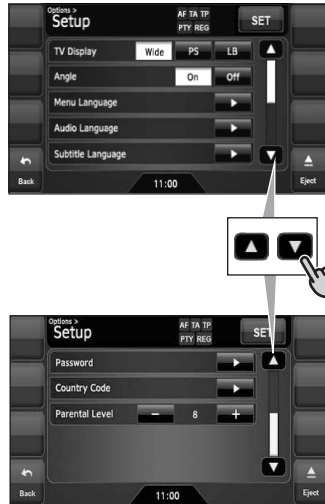 Options >
Setup
AF TA TP
PTY REG
SET
TV Display Wide PS LB
Angle On Off
Menu Language
Audio Language
Subtitle Language
Back
11:00
Eject
Options >
Setup
AF TA TP
PTY REG
SET
Password
Country Code
Parental Level − 8 +
Back
11:00
Eject